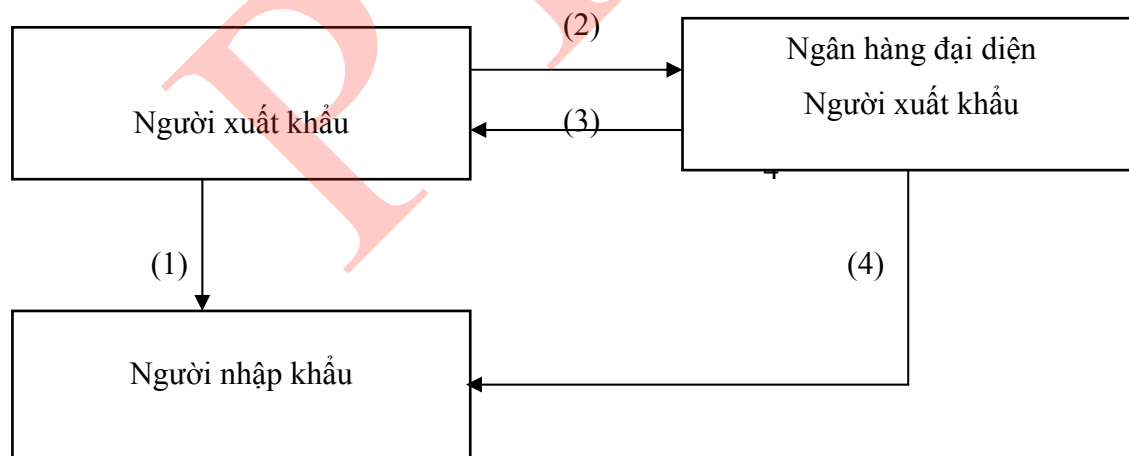 (2)
Ngân hàng đại diện
Người xuất khẩu
Người xuất khẩu
(3)
(1)
(4)
Người nhập khẩu